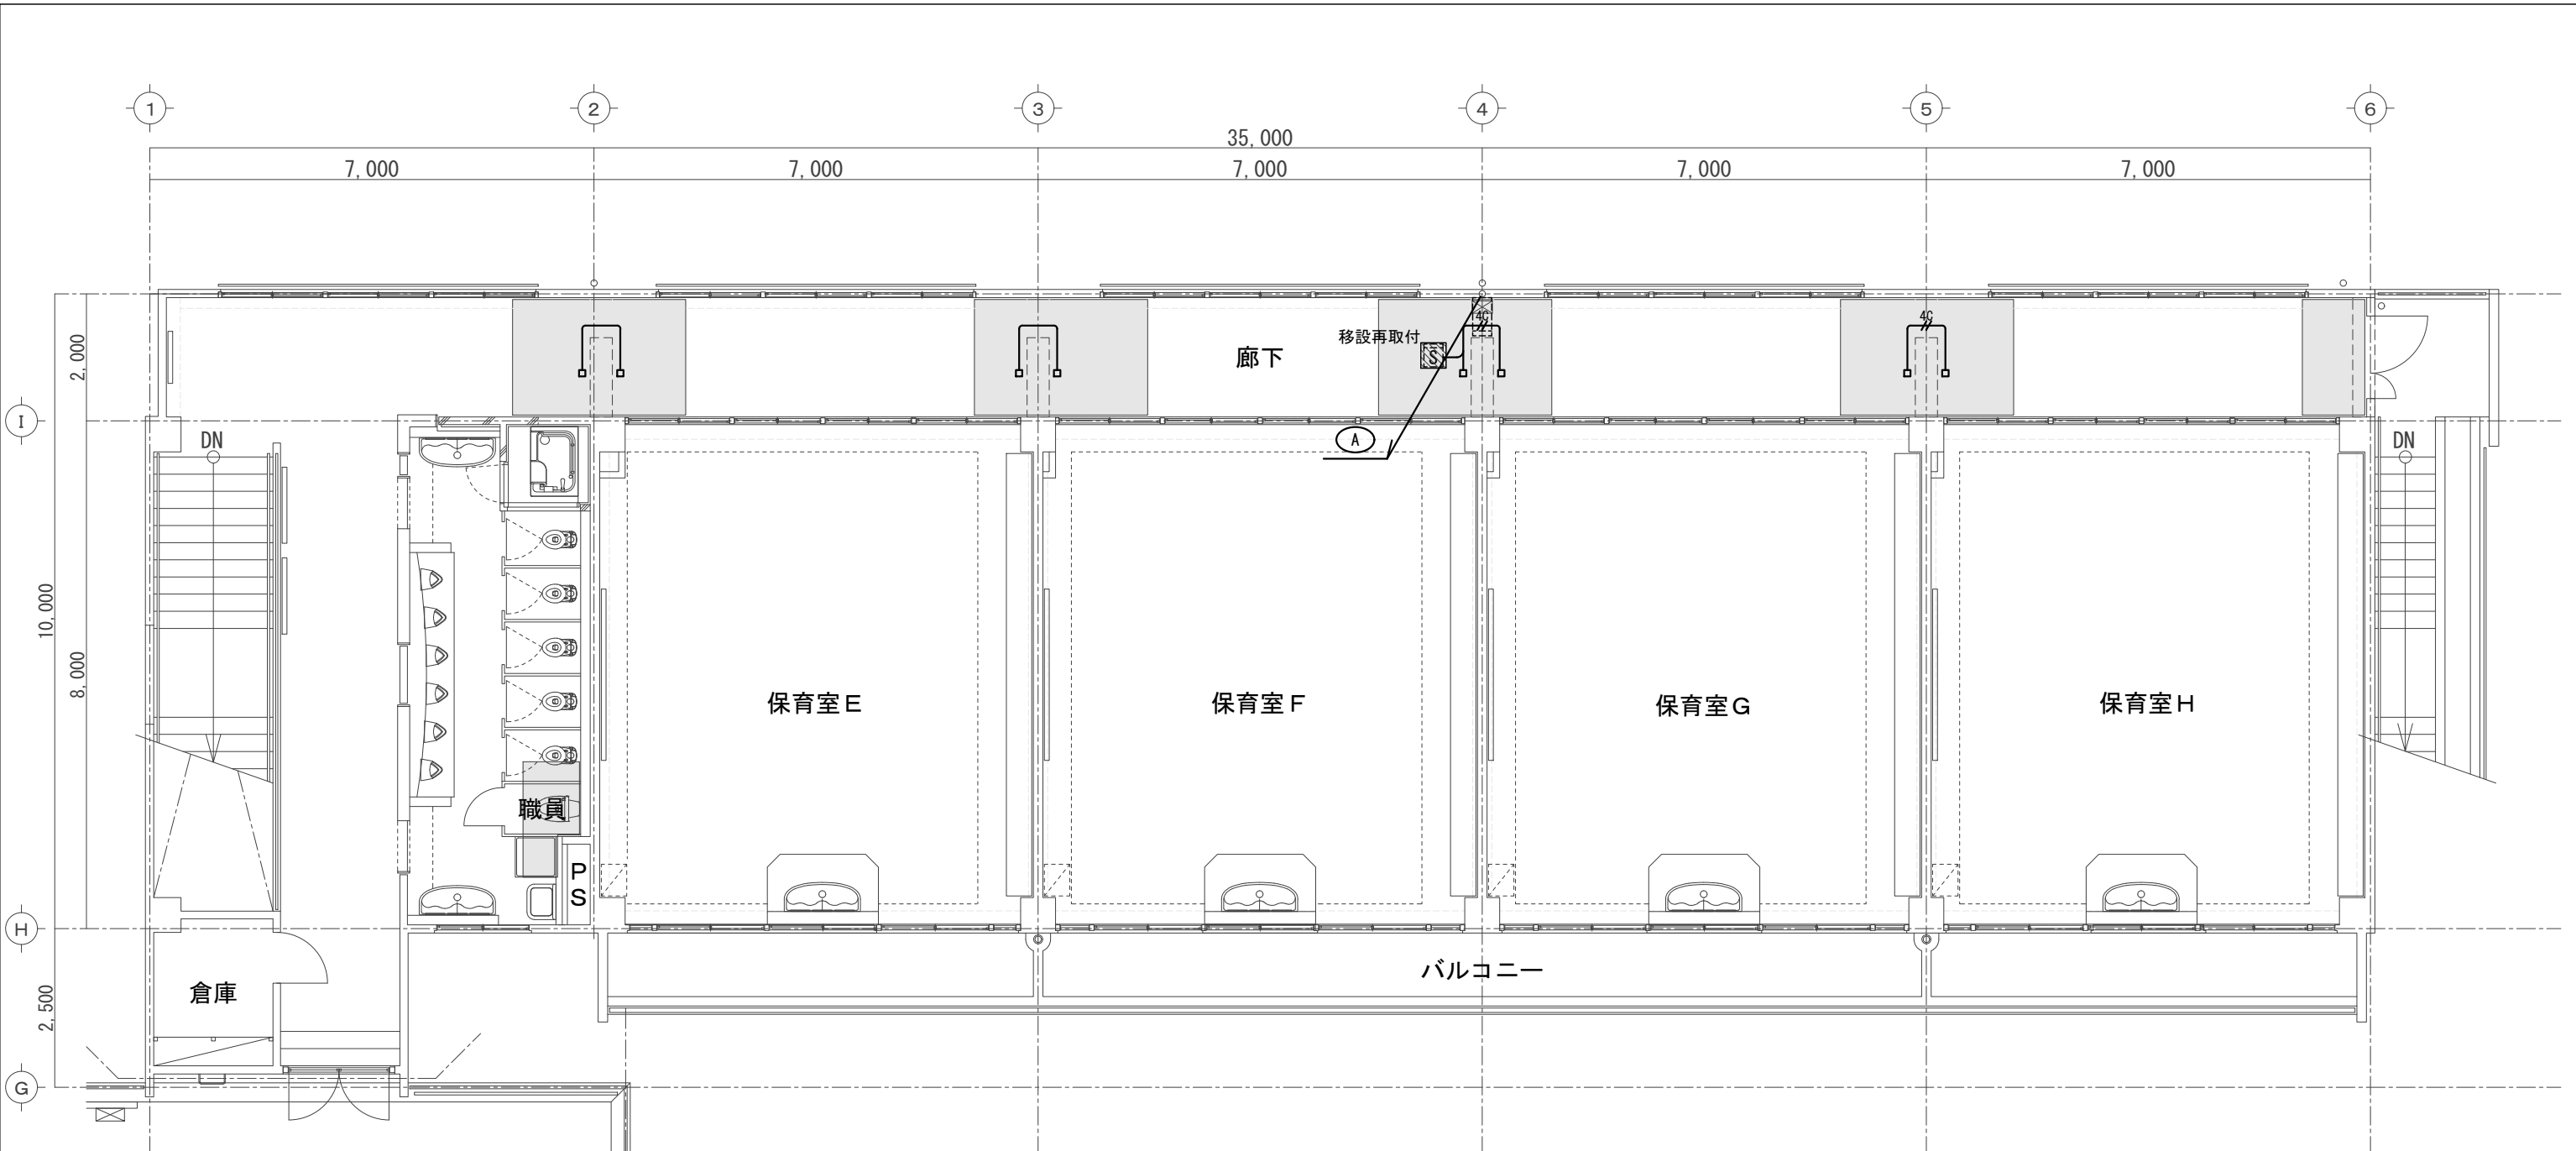 1
2
3
4
5
6
35,000
7,000
7,000
7,000
7,000
7,000
2,000
10,000
8,000
2,500
I
H
G
4C
4C
移設再取付
S
廊下
A
DN
DN
保育室E
保育室F
保育室G
保育室H
職員
PS
バルコニー
倉庫